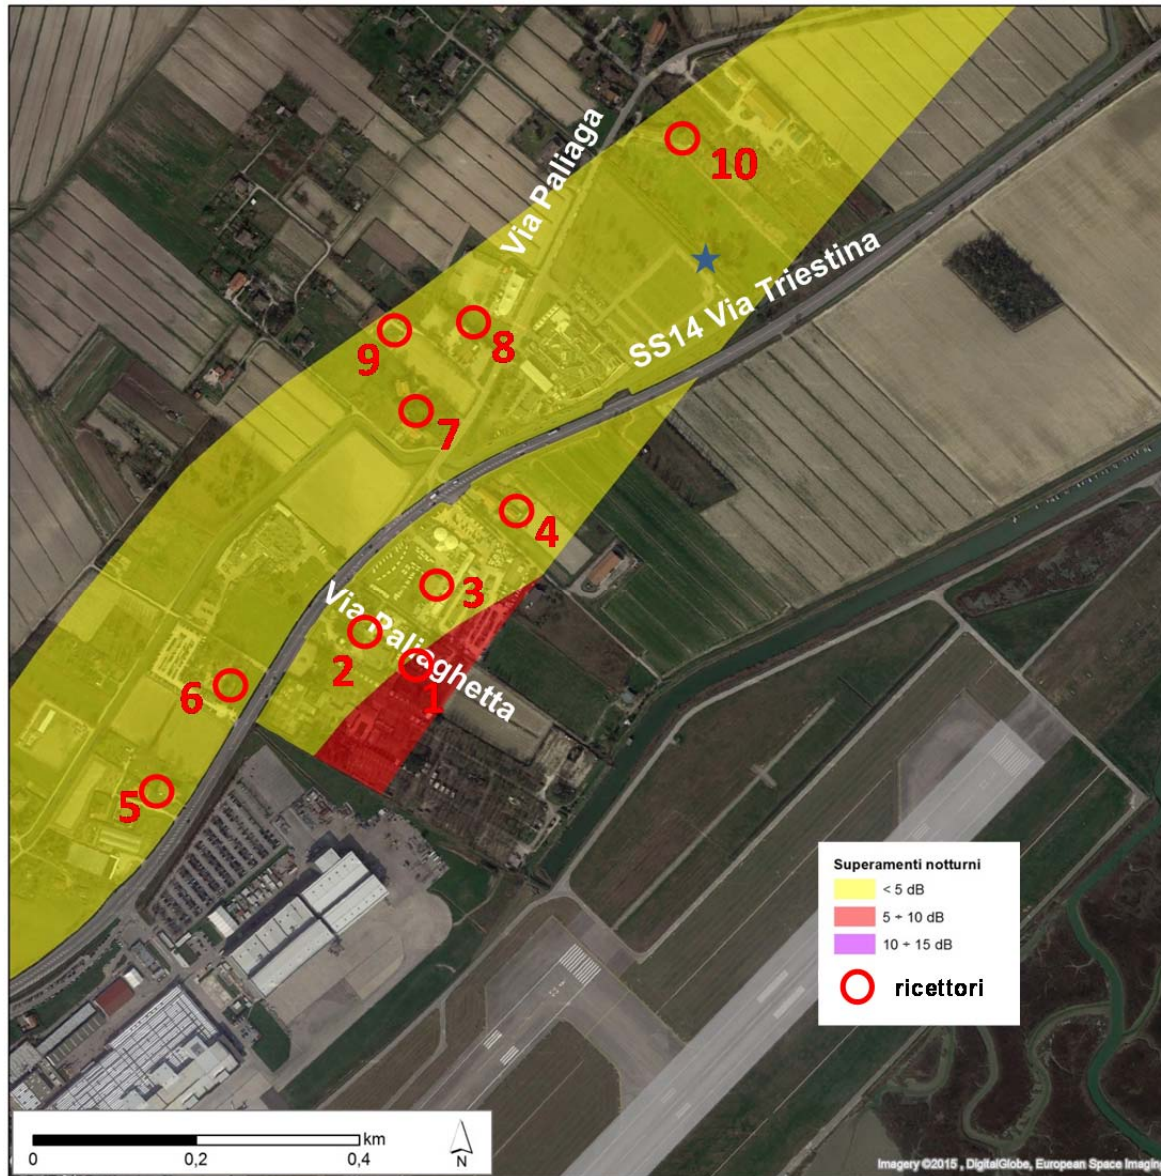 Via Paliaga
10
SS14 Via Triestina
9
8
7
4
3
Via Paliaghetta
2
1
6
5
Superamenti notturni
< 5 dB
5 ÷ 10 dB
10 ÷ 15 dB
ricettori
km
0
0,2
0,4
N
Imagery ©2015 , DigitalGlobe, European Space Imagin